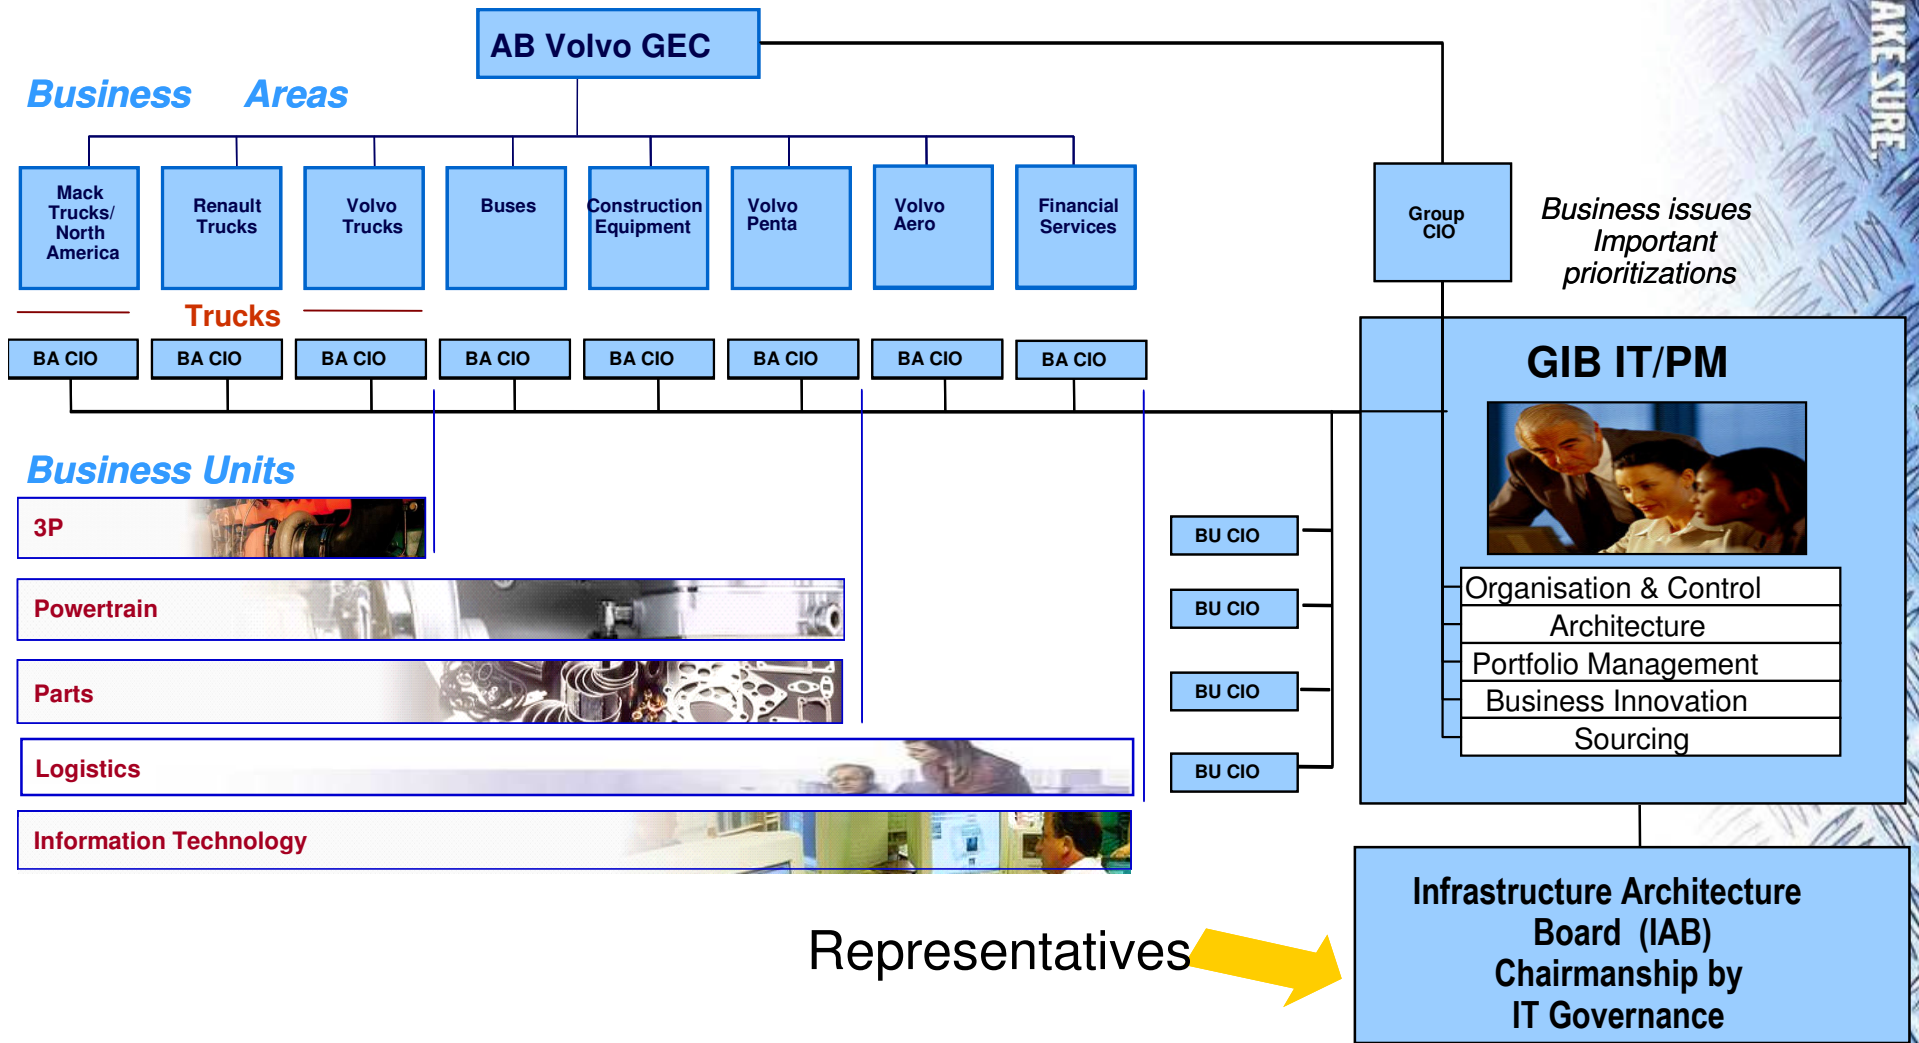 AB Volvo GEC
Business Areas
Mack
Trucks/
North
America
Renault
Trucks
Volvo
Trucks
Buses
Construction
Equipment
Volvo
Penta
Volvo
Aero
Financial
Services
Group
CIO
Business issues
Important
prioritizations
Trucks
BA CIO
BA CIO
BA CIO
BA CIO
BA CIO
BA CIO
BA CIO
BA CIO
GIB IT/PM
Business Units
3P
Powertrain
Parts
Logistics
Information Technology
BU CIO
BU CIO
BU CIO
BU CIO
Organisation & Control
Architecture
Portfolio Management
Business Innovation
Sourcing
Representatives
Infrastructure Architecture
Board (IAB)
Chairmanship by
IT Governance
SURE.